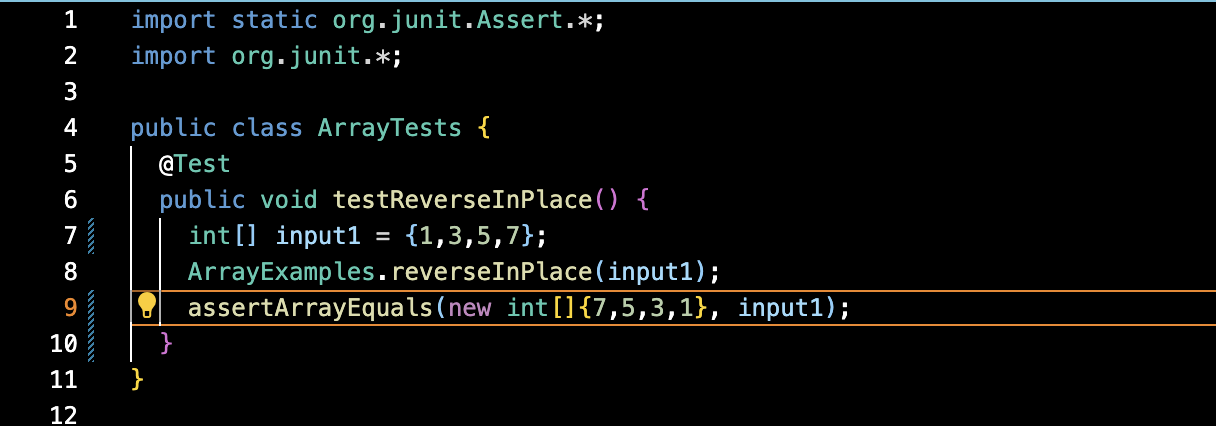 1 import static org.junit.Assert.*;
2 import org.junit.*;
3
4 public class ArrayTests {
5   @Test
6   public void testReverseInPlace() {
7     int[] input1 = {1,3,5,7};
8     ArrayExamples.reverseInPlace(input1);
9     assertArrayEquals(new int[]{7,5,3,1}, input1);
10   }
11 }
12